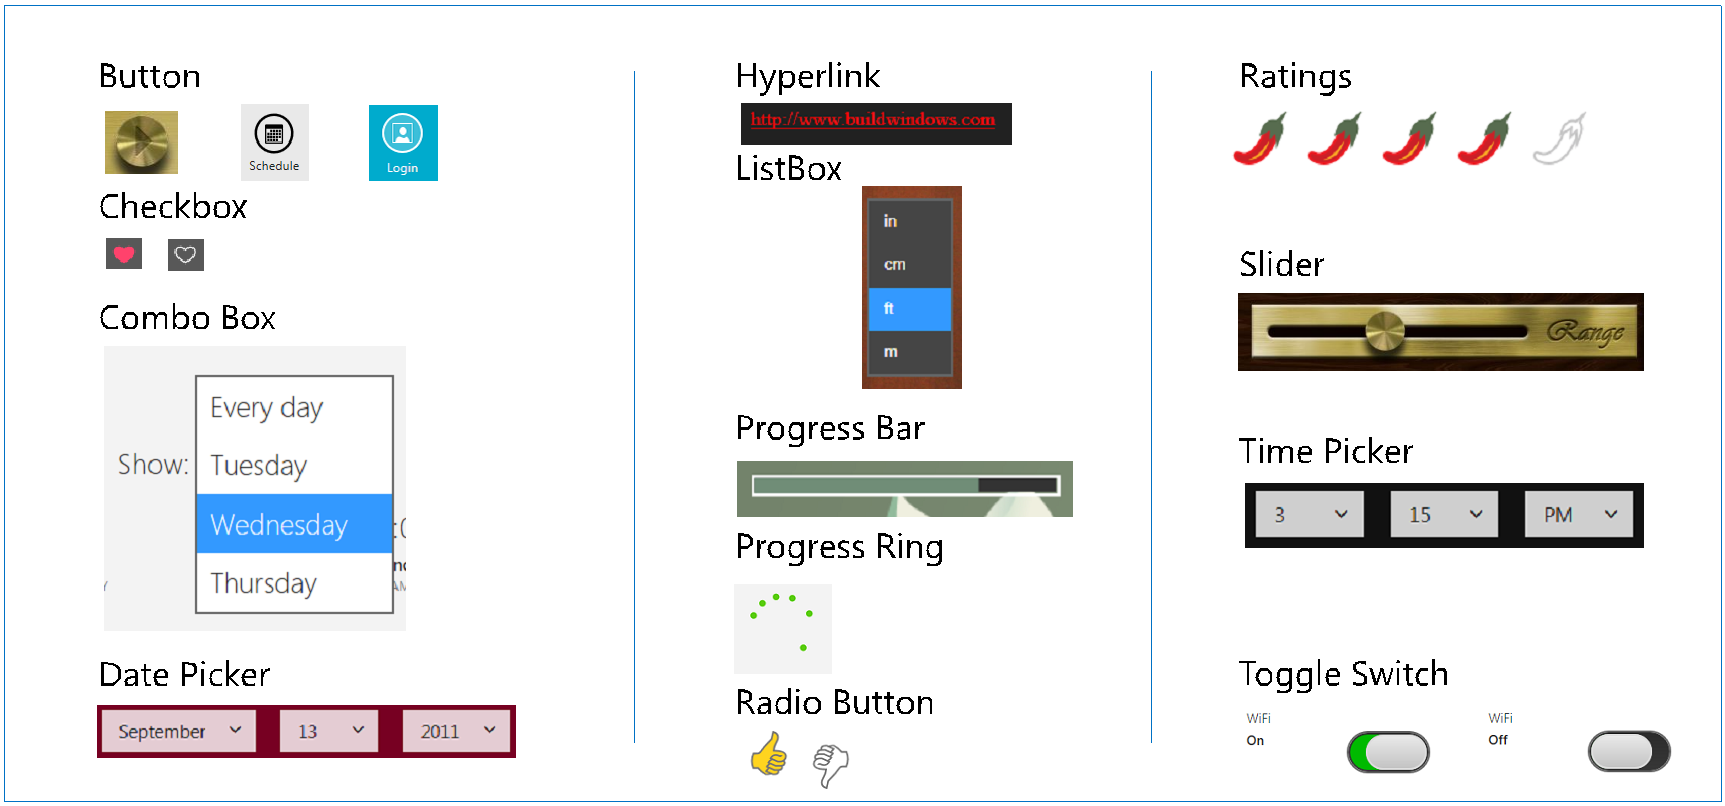 Button
Schedule
Login
Checkbox
Combo Box
Show:
Every day
Tuesday
Wednesday
Thursday
Date Picker
September 13 2011
Hyperlink
http://www.buildwindows.com
ListBox
in
cm
ft
m
Progress Bar
Progress Ring
Radio Button
Ratings
Slider
Range
Time Picker
3 15 PM
Toggle Switch
WiFi
On
WiFi
Off